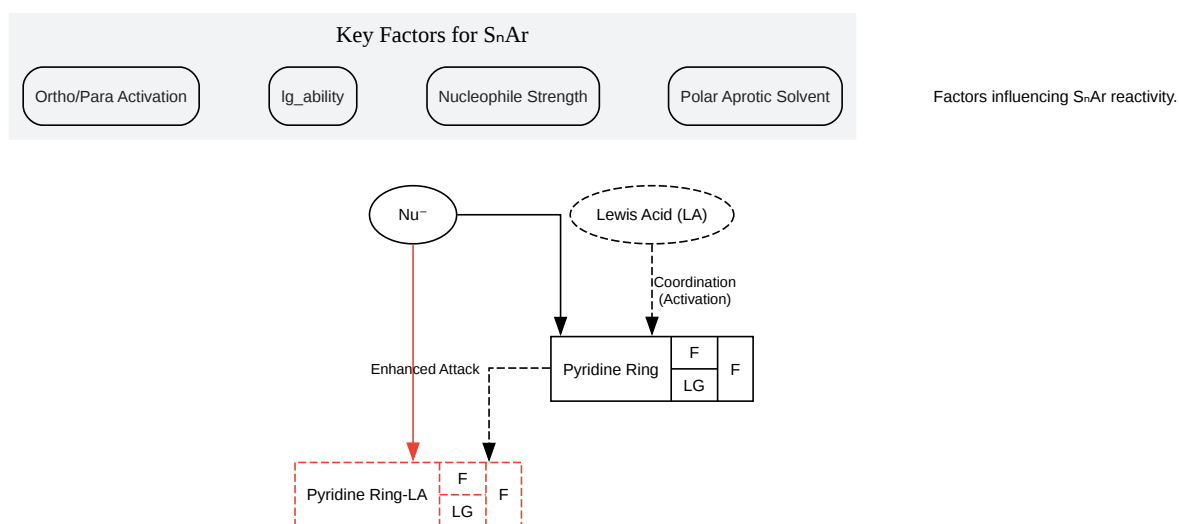 Key Factors for SₙAr
Ortho/Para Activation
lg_ability
Nucleophile Strength
Polar Aprotic Solvent
Factors influencing SₙAr reactivity.
Nu⁻
Lewis Acid (LA)
Coordination
(Activation)
Pyridine Ring
F
LG
F
Enhanced Attack
Pyridine Ring-LA
F
LG
F